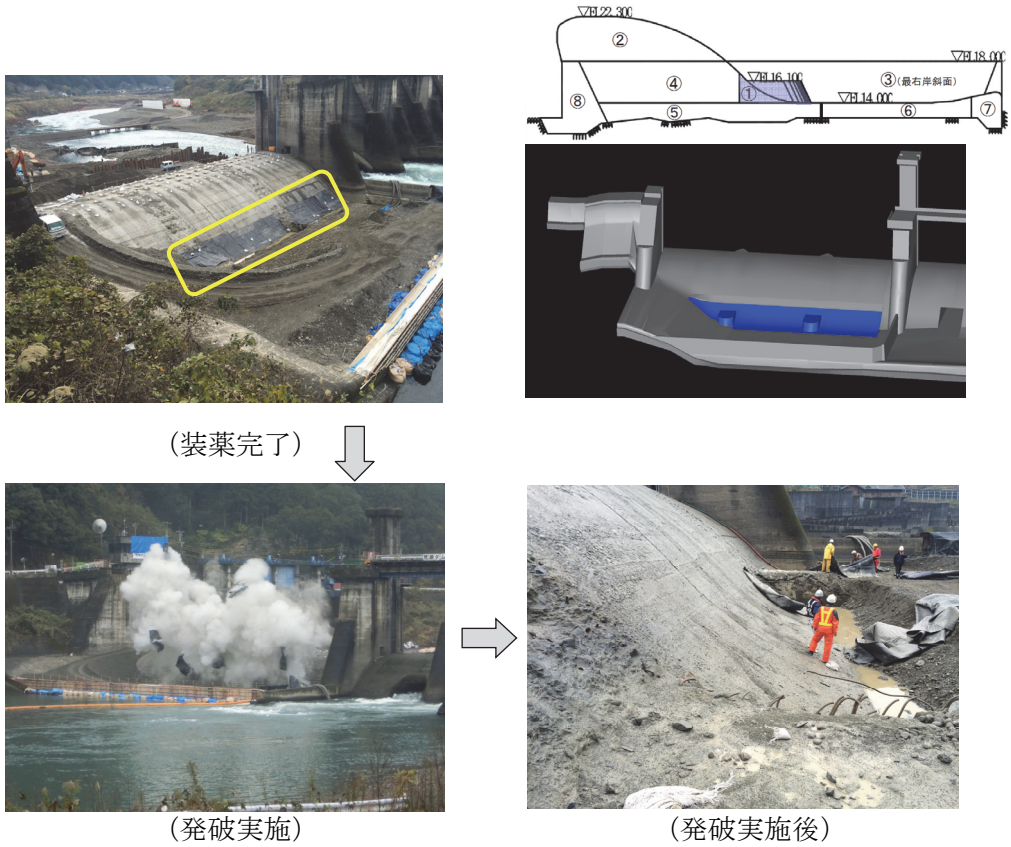 ▽EL22.300
②
▽EL18.000
④
▽EL16.100
③(最右岸斜面)
①
▽EL14.000
⑧
⑤
⑥
⑦
(装薬完了)
(発破実施)
(発破実施後)